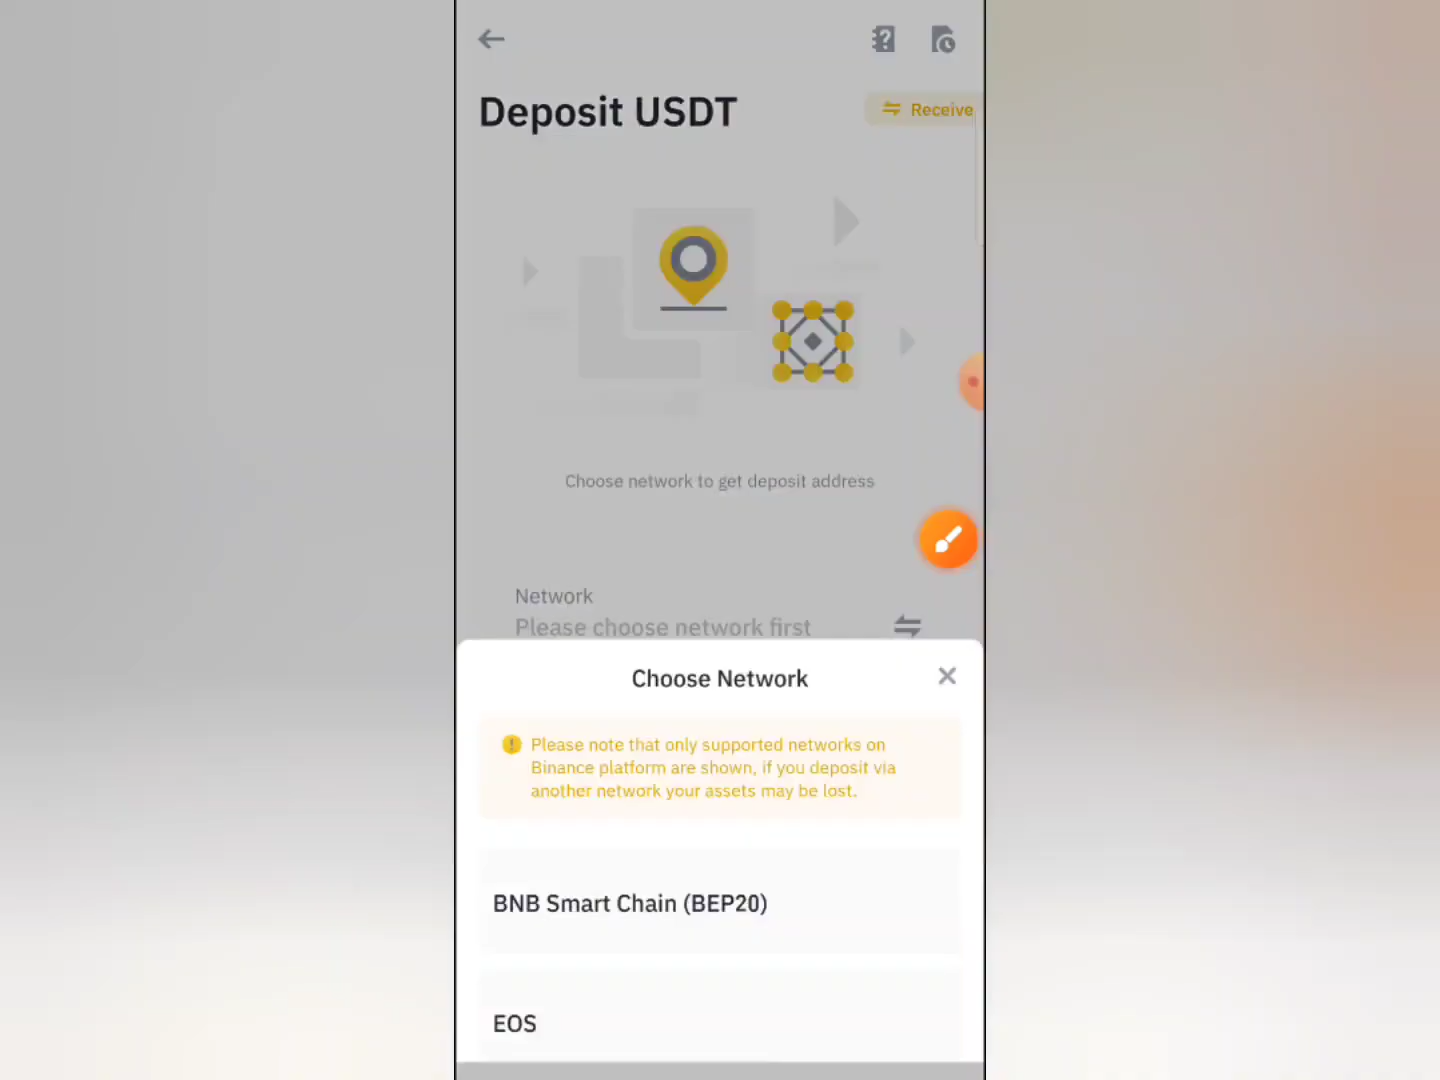 Deposit USDT
Receive
Choose network to get deposit address
Network
Please choose network first
Choose Network
Please note that only supported networks on
Binance platform are shown, if you deposit via
another network your assets may be lost.
BNB Smart Chain (BEP20)
EOS